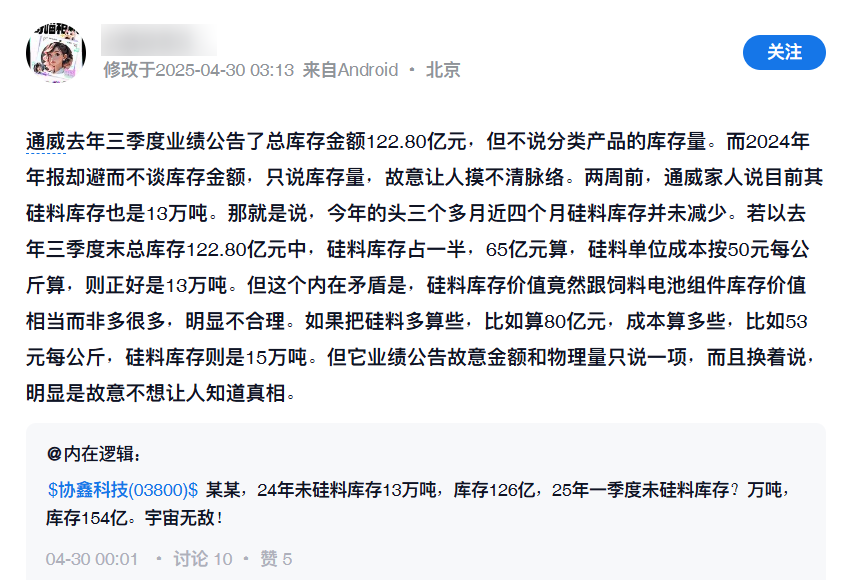 关注
修改于2025-04-30 03:13 来自Android · 北京
通威去年三季度业绩公告了总库存金额122.80亿元，但不说分类产品的库存量。而2024年
年报却避而不谈库存金额，只说库存量，故意让人摸不清脉络。两周前，通威家人说目前其
硅料库存也是13万吨。那就是说，今年的头三个多月近四个月硅料库存并未减少。若以去
年三季度末总库存122.80亿元中，硅料库存占一半，65亿元算，硅料单位成本按50元每公
斤算，则正好是13万吨。但这个内在矛盾是，硅料库存价值竟然跟饲料电池组件库存价值
相当而非多很多，明显不合理。如果把硅料多算些，比如算80亿元，成本算多些，比如53
元每公斤，硅料库存则是15万吨。但它业绩公告故意金额和物理量只说一项，而且换着说，
明显是故意不想让人知道真相。
@内在逻辑：
$协鑫科技(03800)$ 某某，24年末硅料库存13万吨，库存126亿，25年一季度末硅料库存？万吨，
库存154亿。宇宙无敌！
04-30 00:01 · 讨论 10 · 赞 5